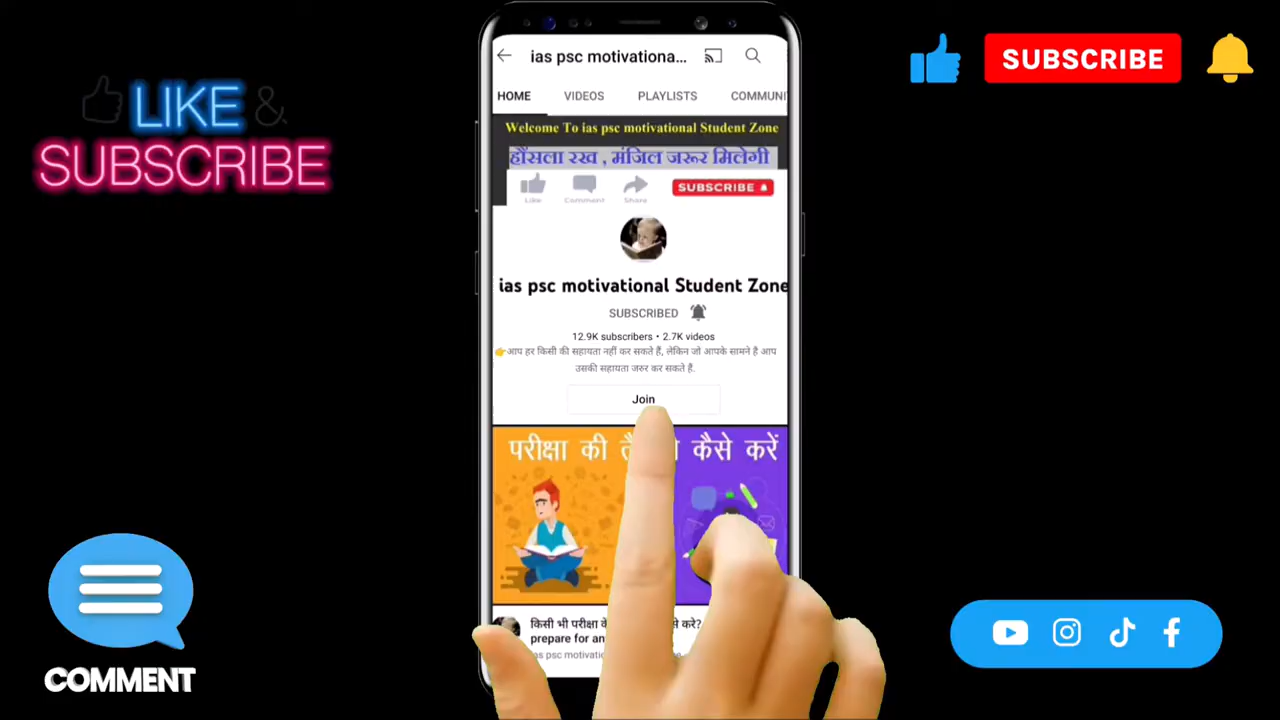 LIKE &
SUBSCRIBE
SUBSCRIBE
ias psc motivationa...
HOME VIDEOS PLAYLISTS COMMUNI
Welcome To ias psc motivational Student Zone
हौंसला रख , मंजिल जरूर मिलेगी
Like Comment Share SUBSCRIBE
ias psc motivational Student Zone
SUBSCRIBED
12.9K subscribers • 2.7K videos
👉आप हर किसी की सहायता नहीं कर सकते हैं, लेकिन जो आपके सामने है आप
उसकी सहायता जरुर कर सकते है.
Join
परीक्षा की कैसे करें
किसी भी परीक्षा करे?
prepare for
ias psc
COMMENT